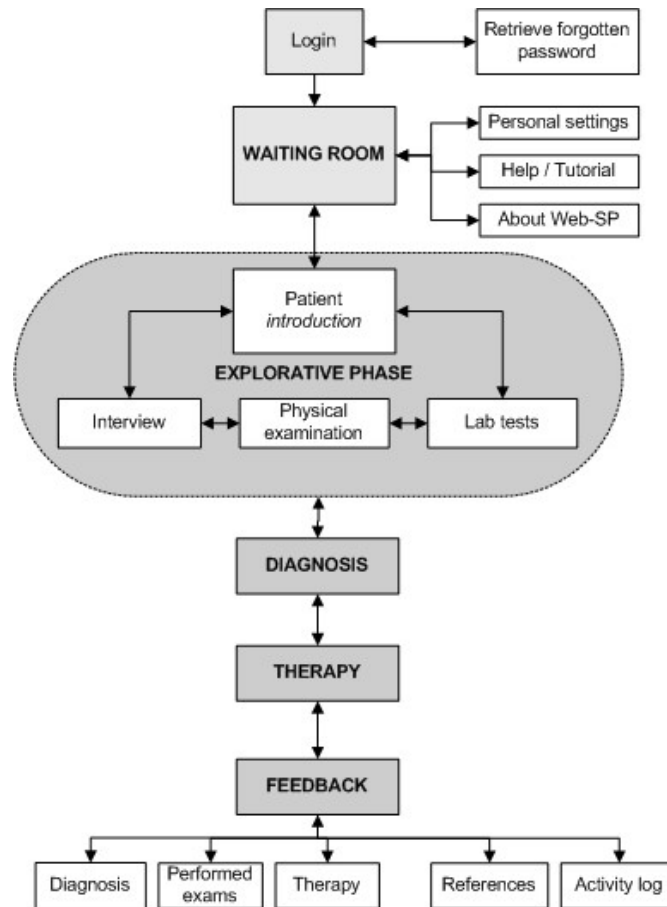 Login
Retrieve forgotten
password
WAITING ROOM
Personal settings
Help / Tutorial
About Web-SP
Patient
introduction
EXPLORATIVE PHASE
Interview
Physical
examination
Lab tests
DIAGNOSIS
THERAPY
FEEDBACK
Diagnosis
Performed
exams
Therapy
References
Activity log